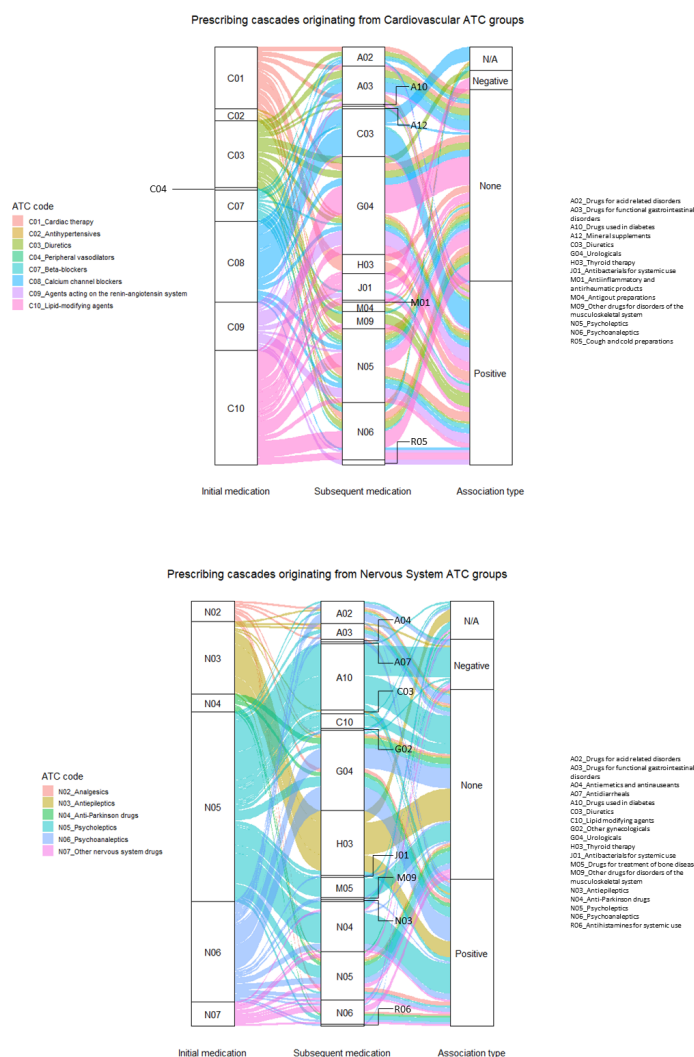 Prescribing cascades originating from Cardiovascular ATC groups
C01
C02
C03
C04
C07
C08
C09
C10
A02
A03
A10
A12
C03
G04
H03
J01
M01
M04
M09
N05
N06
R05
N/A
Negative
None
Positive
ATC code
C01_Cardiac therapy
C02_Antihypertensives
C03_Diuretics
C04_Peripheral vasodilators
C07_Beta-blockers
C08_Calcium channel blockers
C09_Agents acting on the renin-angiotensin system
C10_Lipid-modifying agents
A02_Drugs for acid related disorders
A03_Drugs for functional gastrointestinal
disorders
A10_Drugs used in diabetes
A12_Mineral supplements
C03_Diuretics
G04_Urologicals
H03_Thyroid therapy
J01_Antibacterials for systemic use
M01_Antiinflammatory and
antirheumatic products
M04_Antigout preparations
M09_Other drugs for disorders of the
musculoskeletal system
N05_Psycholeptics
N06_Psychoanaleptics
R05_Cough and cold preparations
Initial medication
Subsequent medication
Association type
Prescribing cascades originating from Nervous System ATC groups
N02
N03
N04
N05
N06
N07
A02
A03
A04
A07
A10
C03
C10
G02
G04
H03
J01
M05
M09
N03
N04
N05
N06
R06
N/A
Negative
None
Positive
ATC code
N02_Analgesics
N03_Antiepileptics
N04_Anti-Parkinson drugs
N05_Psycholeptics
N06_Psychoanaleptics
N07_Other nervous system drugs
A02_Drugs for acid related disorders
A03_Drugs for functional gastrointestinal
disorders
A04_Antiemetics and antinauseants
A07_Antidiarrheals
A10_Drugs used in diabetes
C03_Diuretics
C10_Lipid modifying agents
G02_Other gynecologicals
G04_Urologicals
H03_Thyroid therapy
J01_Antibacterials for systemic use
M05_Drugs for treatment of bone disease
M09_Other drugs for disorders of the
musculoskeletal system
N03_Antiepileptics
N04_Anti-Parkinson drugs
N05_Psycholeptics
N06_Psychoanaleptics
R06_Antihistamines for systemic use
Initial medication
Subsequent medication
Association type